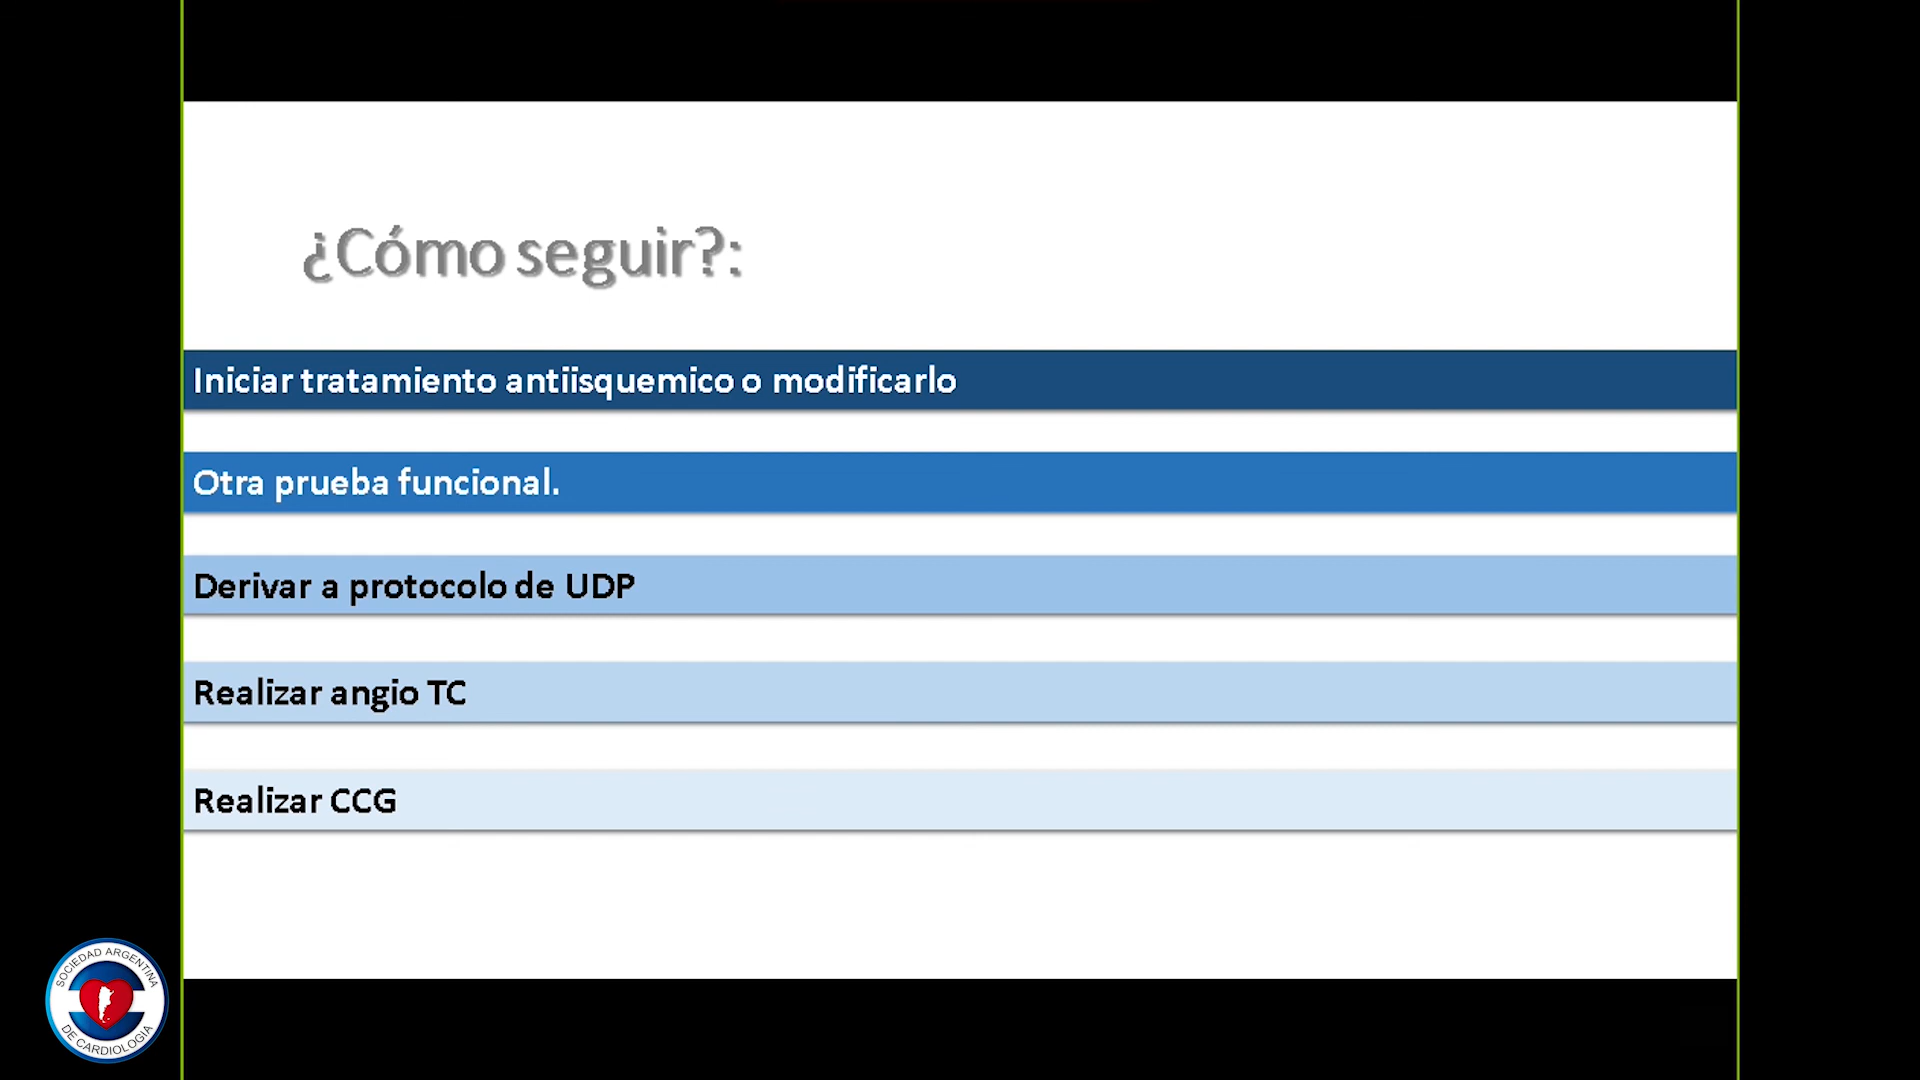 ¿Cómo seguir?:
Iniciar tratamiento antiisquemico o modificarlo
Otra prueba funcional.
Derivar a protocolo de UDP
Realizar angio TC
Realizar CCG
SOCIEDAD ARGENTINA
DE CARDIOLOGIA